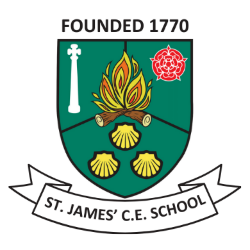 FOUNDED 1770
ST. JAMES' C.E. SCHOOL